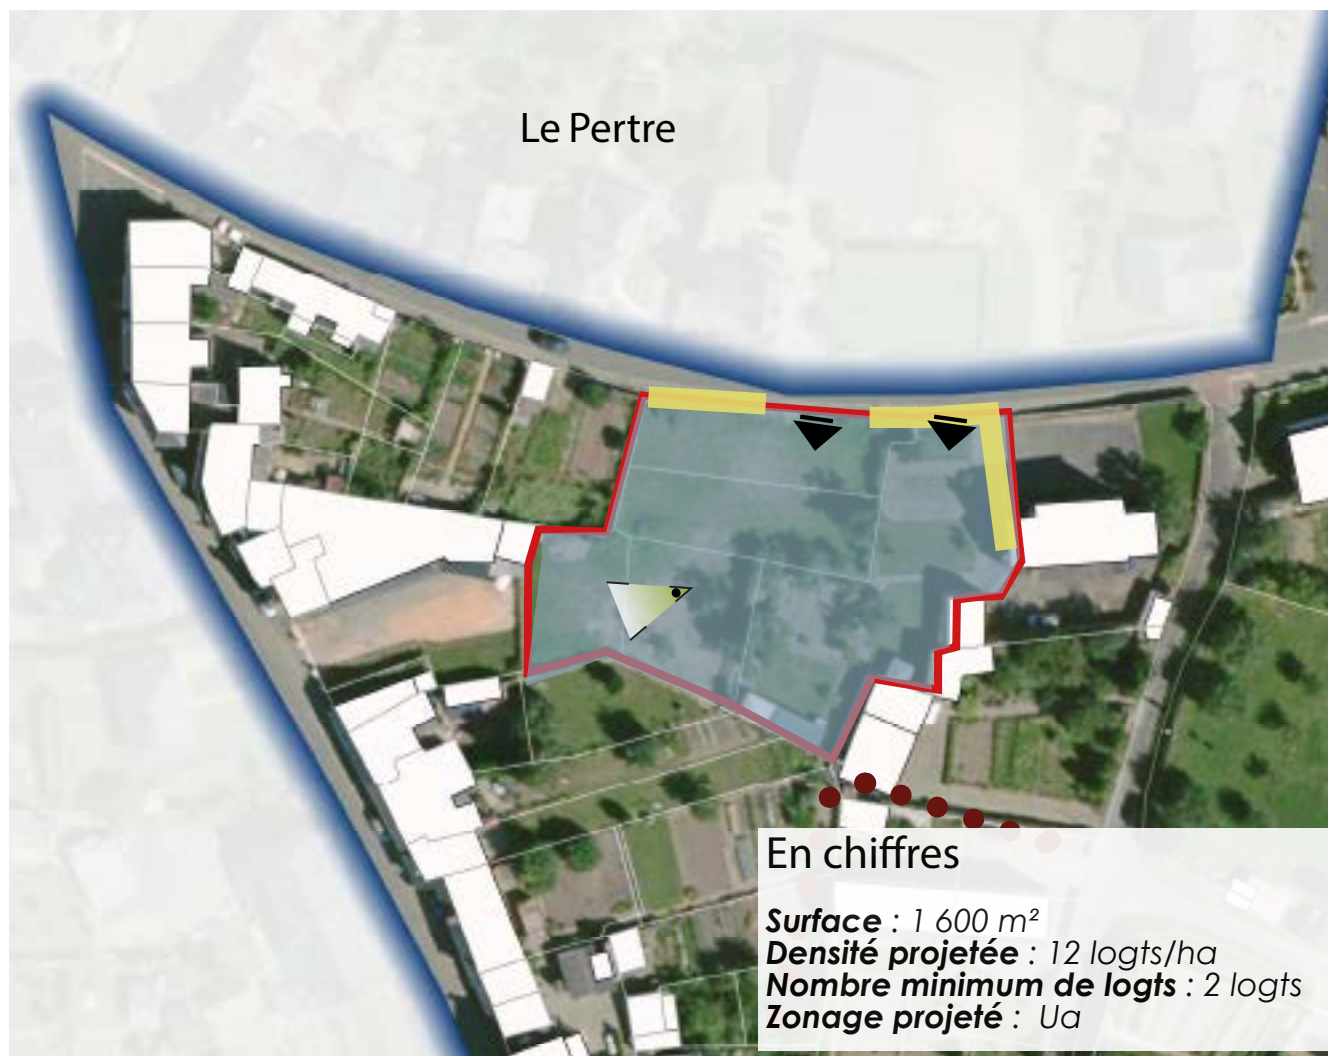 Le Pertre
En chiffres
Surface : 1 600 m²
Densité projetée : 12 logts/ha
Nombre minimum de logts : 2 logts
Zonage projeté : Ua